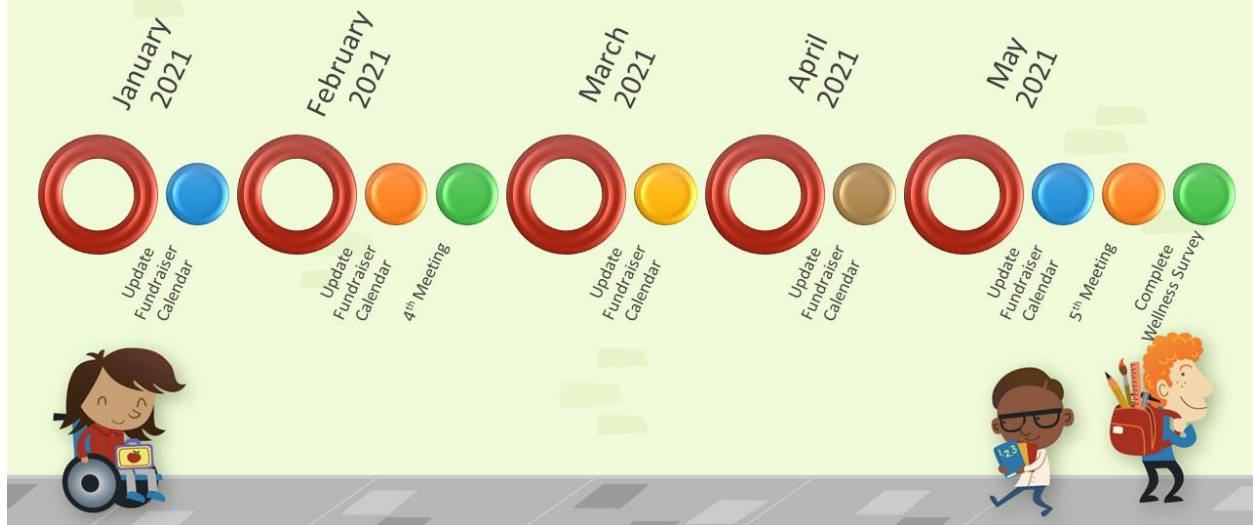 January
2021
February
2021
March
2021
April
2021
May
2021
Update
Fundraiser
Calendar
Update
Fundraiser
Calendar
4th Meeting
Update
Fundraiser
Calendar
Update
Fundraiser
Calendar
Update
Fundraiser
Calendar
5th Meeting
Complete
Wellness Survey
123